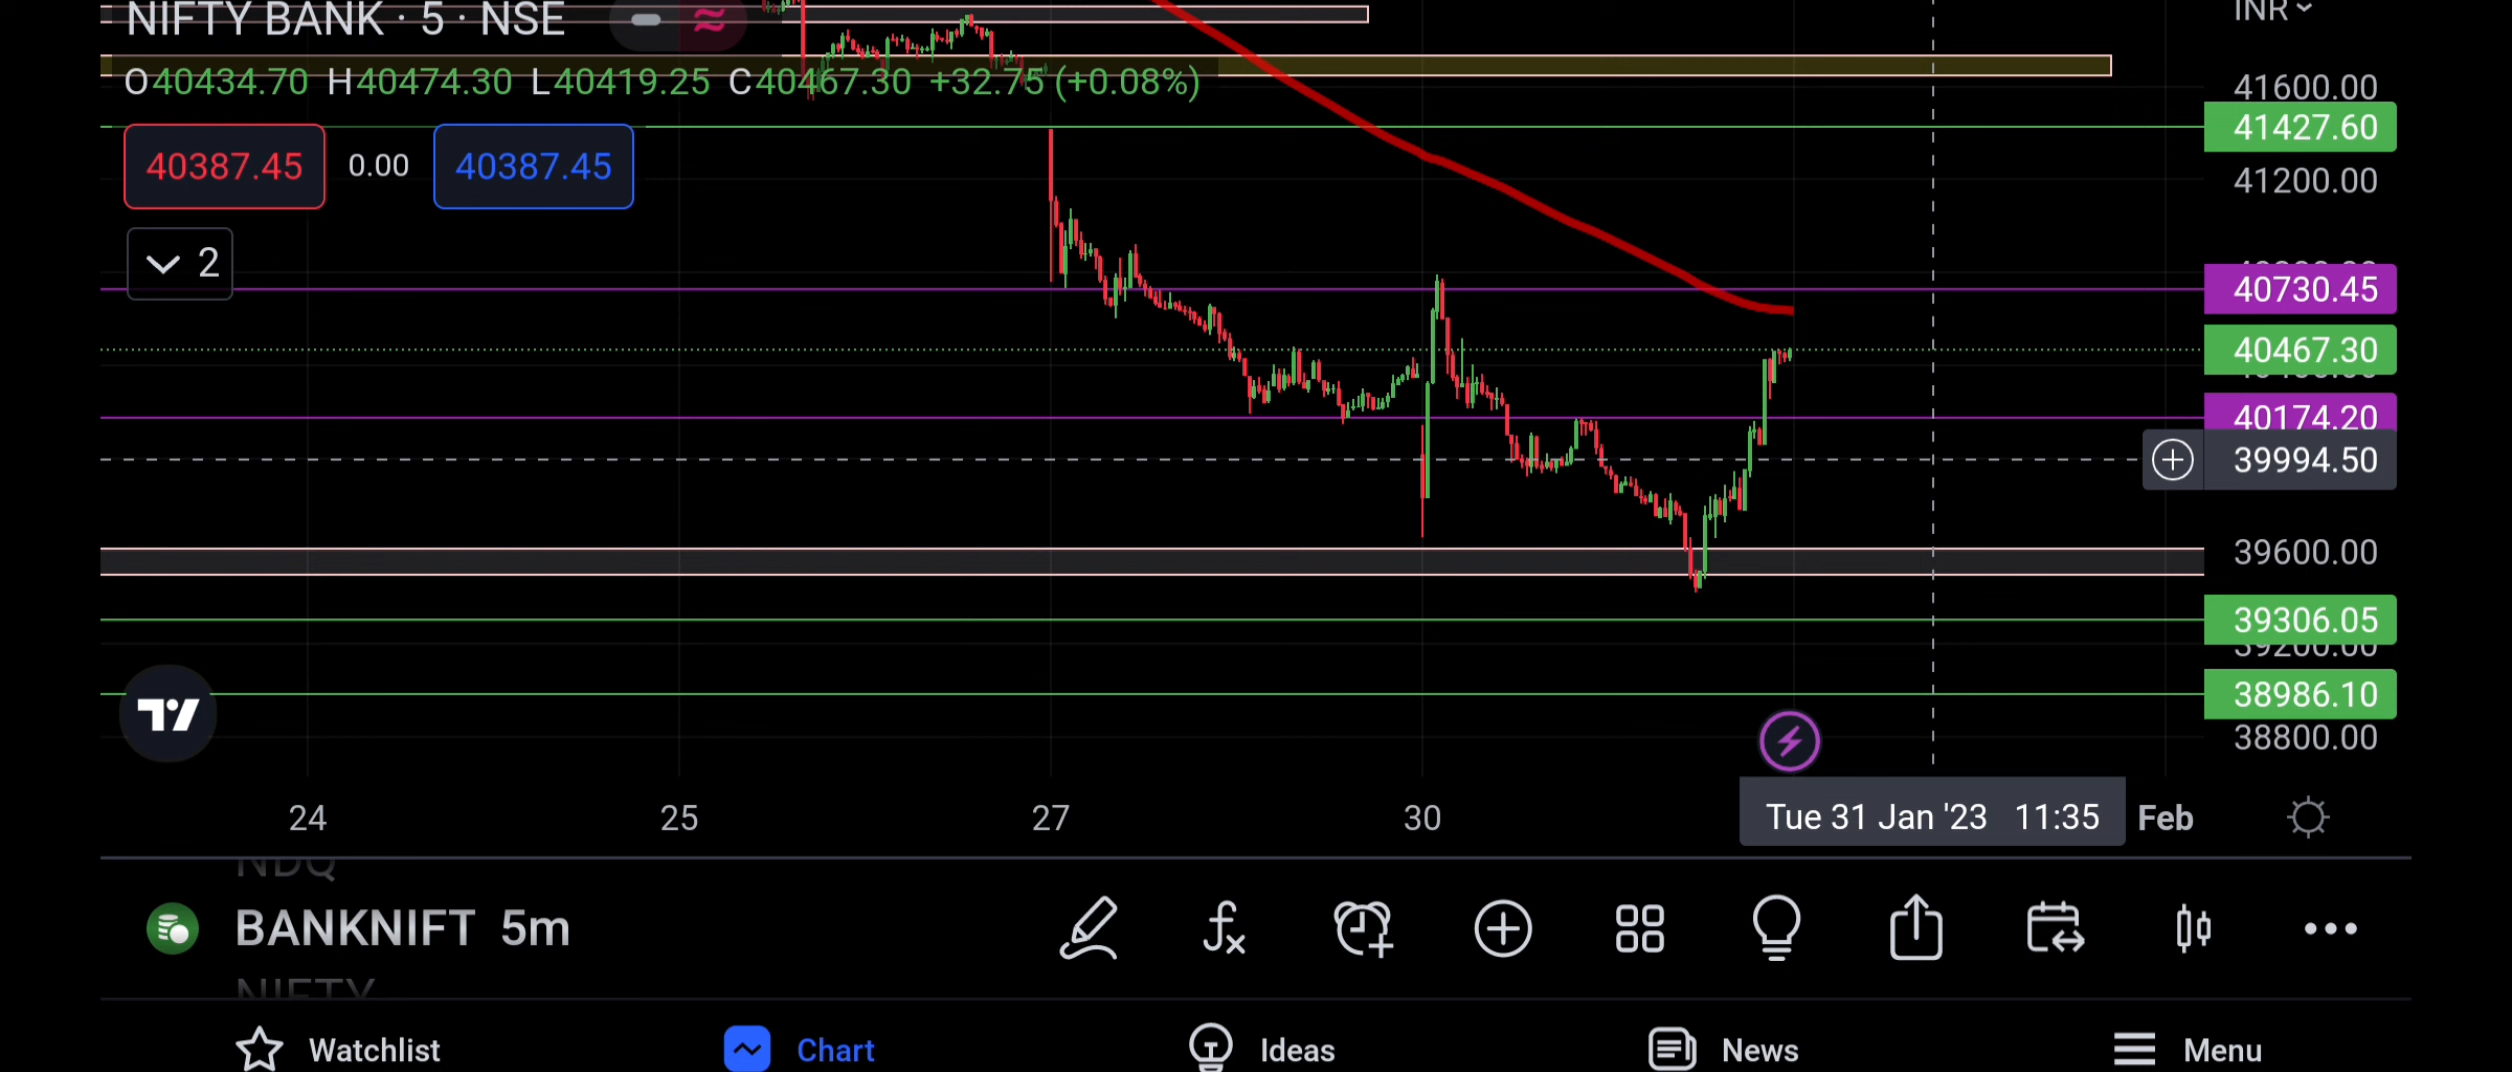 NIFTY BANK · 5 · NSE
INR
O40434.70 H40474.30 L40419.25 C40467.30 +32.75 (+0.08%)
41600.00
41427.60
40387.45 0.00 40387.45
41200.00
2
40730.45
40467.30
40174.20
39994.50
39600.00
39306.05
39200.00
38986.10
38800.00
24 25 27 30 Tue 31 Jan '23 11:35 Feb
NDQ
BANKNIFT 5m
NIFTY
Watchlist Chart Ideas News Menu